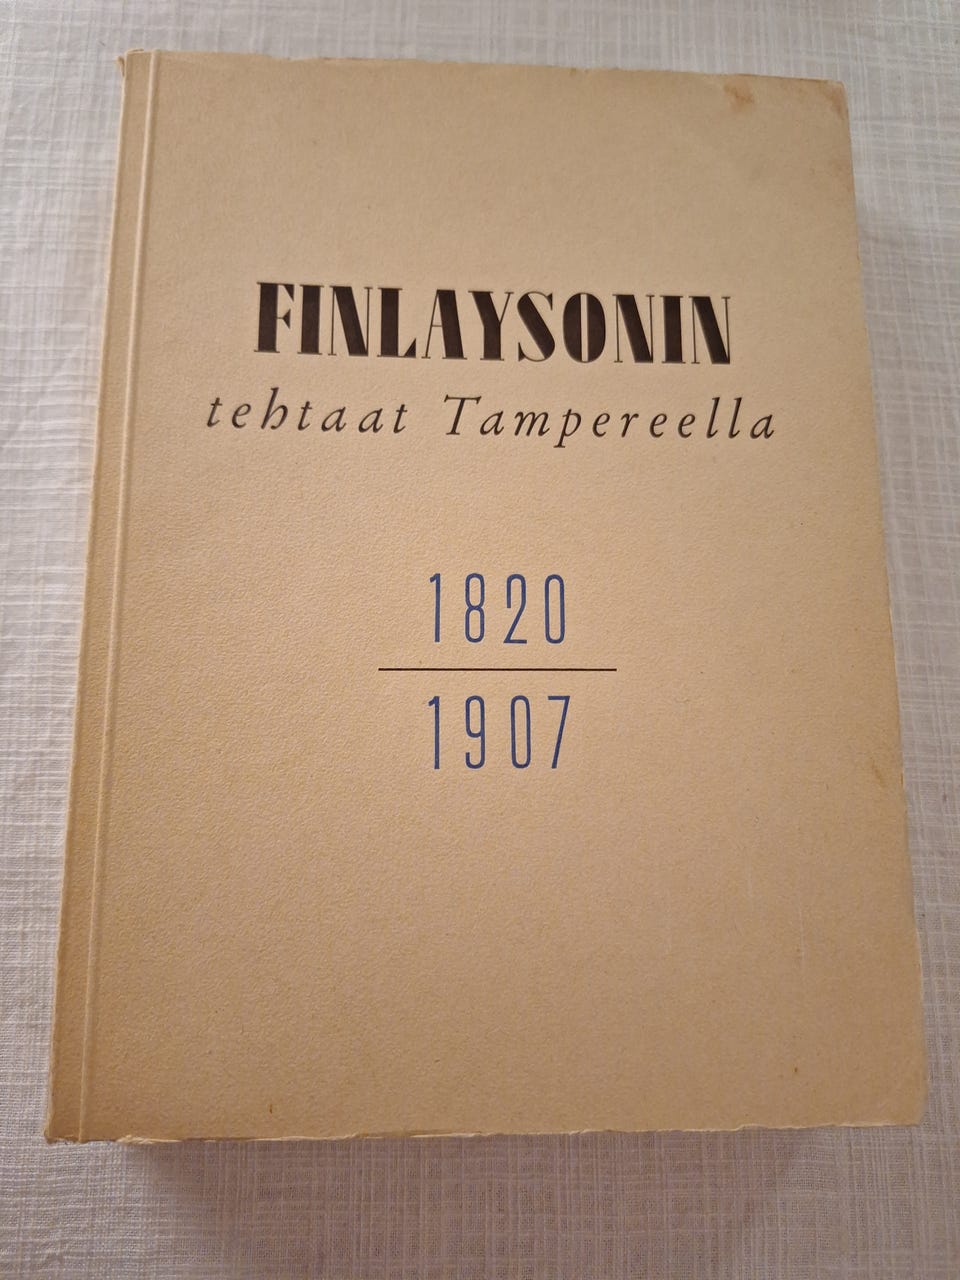 FINLAYSONIN
tehtaat Tampereella
1820
1907